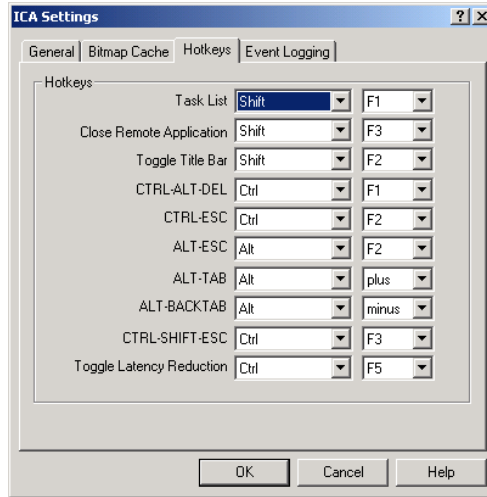 ICA Settings
General Bitmap Cache Hotkeys Event Logging
Hotkeys
Task List Shift F1
Close Remote Application Shift F3
Toggle Title Bar Shift F2
CTRL-ALT-DEL Ctrl F1
CTRL-ESC Ctrl F2
ALT-ESC Alt F2
ALT-TAB Alt plus
ALT-BACKTAB Alt minus
CTRL-SHIFT-ESC Ctrl F3
Toggle Latency Reduction Ctrl F5
OK Cancel Help